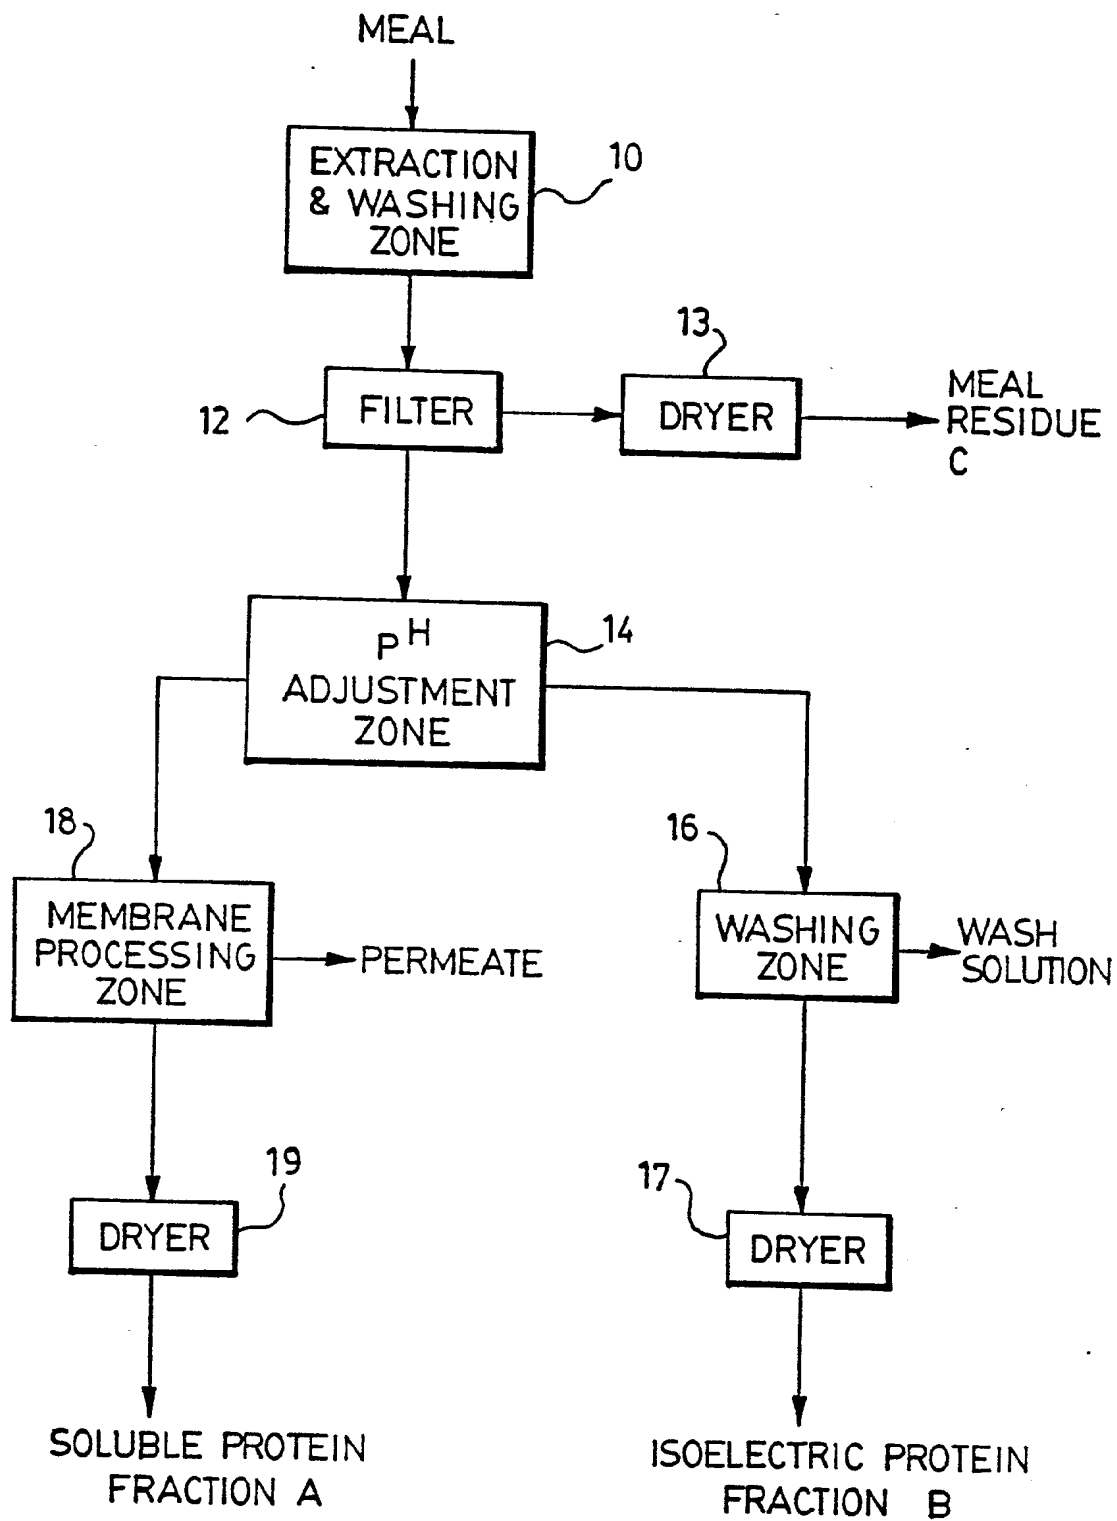 MEAL
EXTRACTION
& WASHING
ZONE
10
13
12
FILTER
DRYER
MEAL
RESIDUE
C
PH
ADJUSTMENT
ZONE
14
18
MEMBRANE
PROCESSING
ZONE
PERMEATE
16
WASHING
ZONE
WASH
SOLUTION
19
DRYER
17
DRYER
SOLUBLE PROTEIN
FRACTION A
ISOELECTRIC PROTEIN
FRACTION B